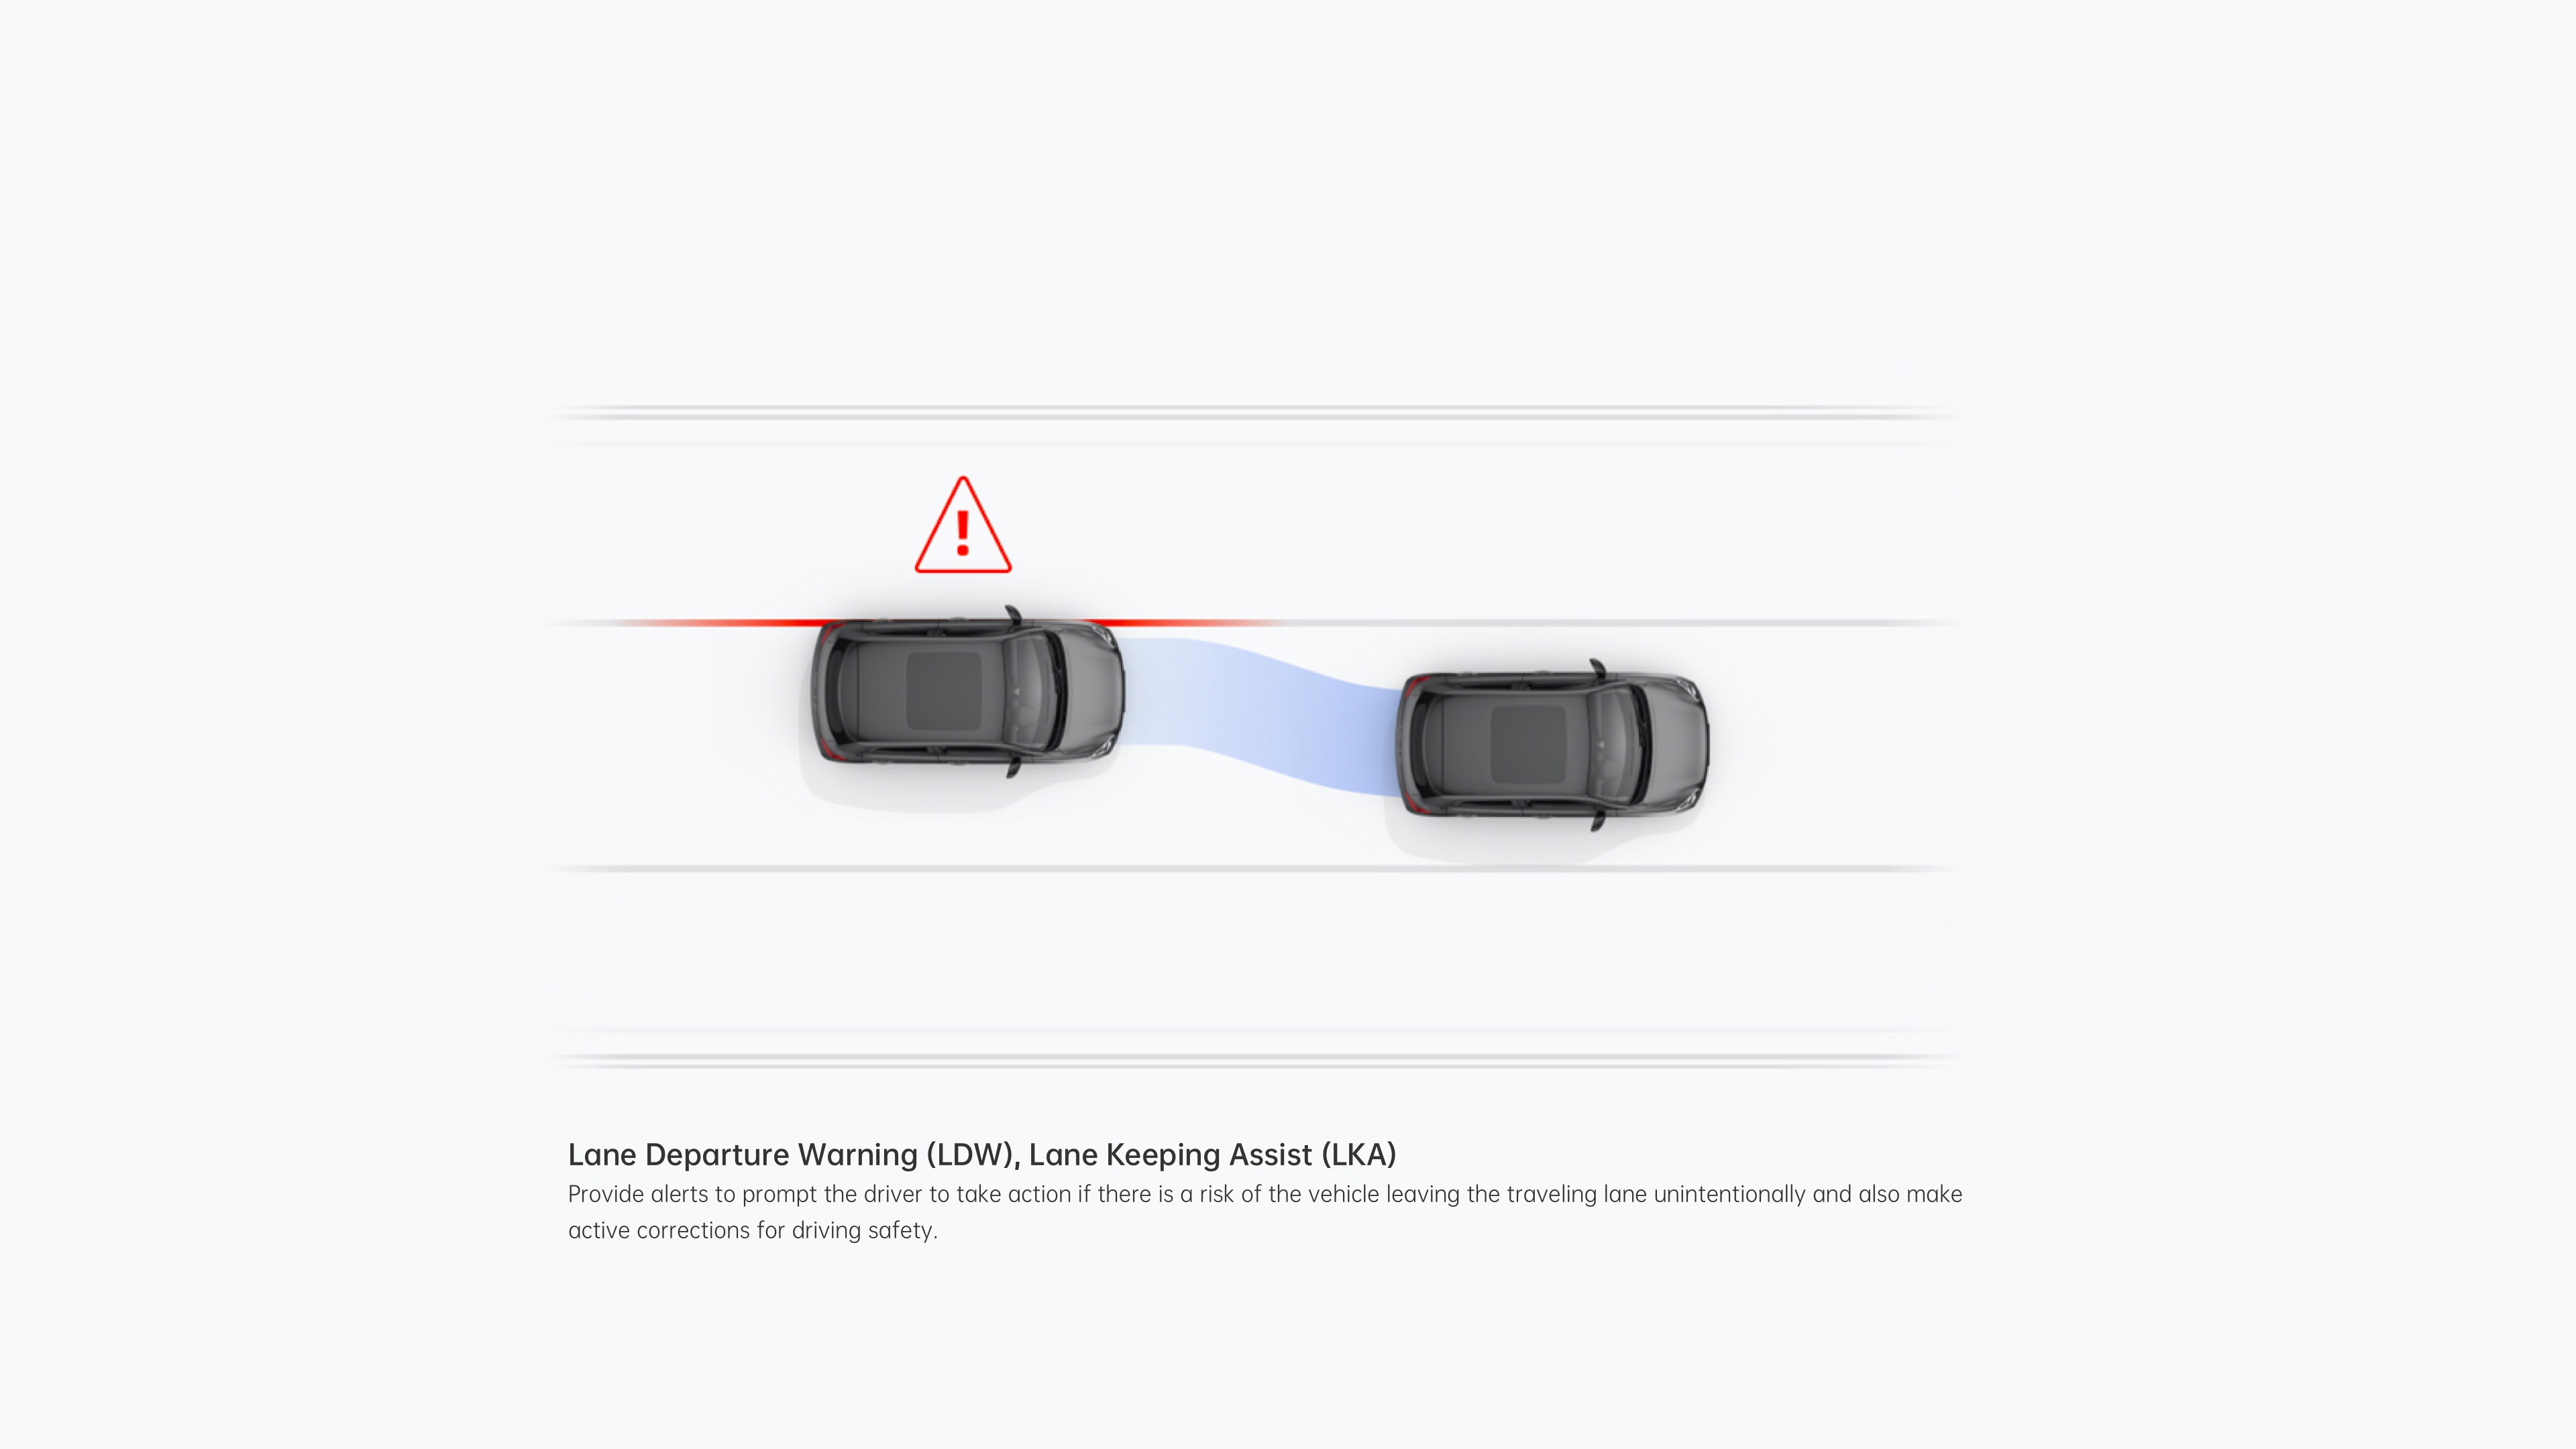 Lane Departure Warning (LDW), Lane Keeping Assist (LKA)
Provide alerts to prompt the driver to take action if there is a risk of the vehicle leaving the traveling lane unintentionally and also make
active corrections for driving safety.